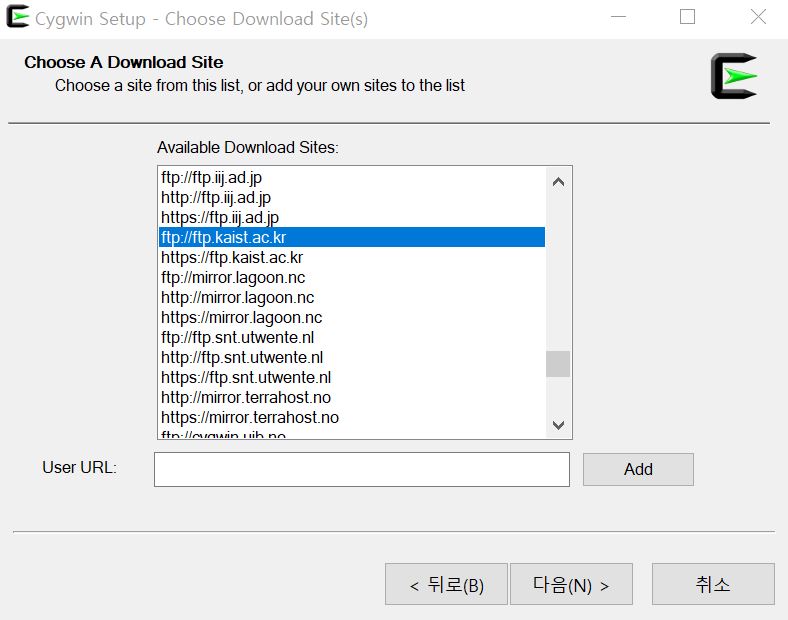 Cygwin Setup - Choose Download Site(s)
Choose A Download Site
Choose a site from this list, or add your own sites to the list
Available Download Sites:
ftp://ftp.iij.ad.jp
http://ftp.iij.ad.jp
https://ftp.iij.ad.jp
ftp://ftp.kaist.ac.kr
https://ftp.kaist.ac.kr
ftp://mirror.lagoon.nc
http://mirror.lagoon.nc
https://mirror.lagoon.nc
ftp://ftp.snt.utwente.nl
http://ftp.snt.utwente.nl
https://ftp.snt.utwente.nl
http://mirror.terrahost.no
https://mirror.terrahost.no
ftp://cygwin.uib.no
User URL:
Add
< 뒤로(B)
다음(N) >
취소